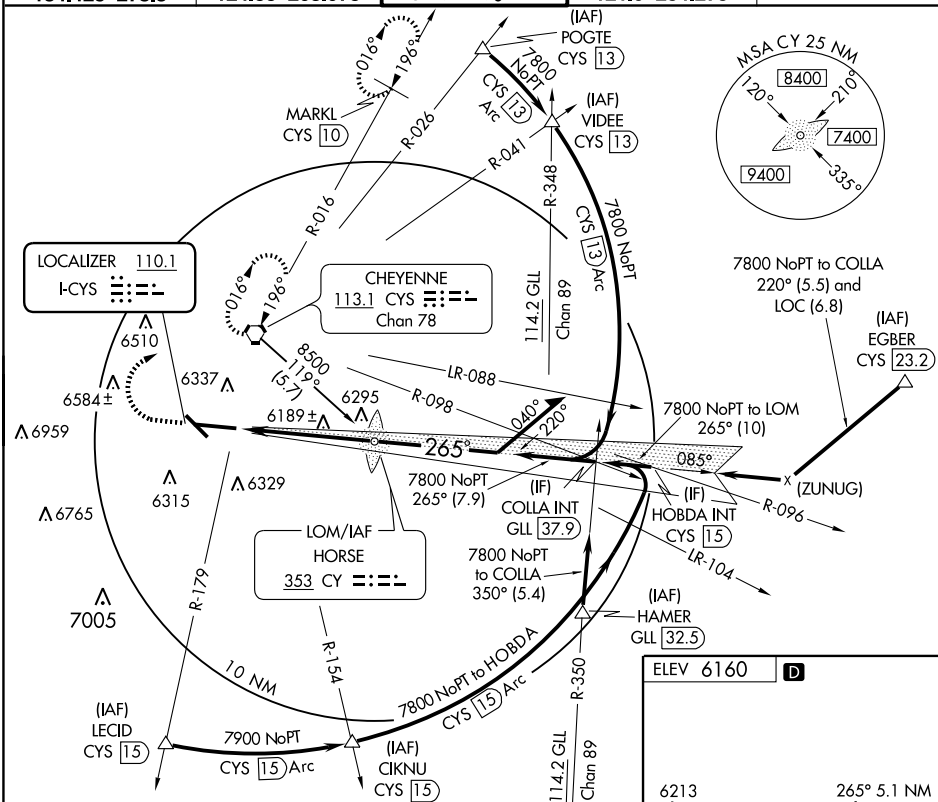 (IAF)
POGTE
CYS 13
7800
NoPT
CYS 13
Arc
016°
196°
MARKL
CYS 10
R-026
R-016
(IAF)
VIDEE
CYS 13
R-041
R-348
7800 NoPT
CYS 13 Arc
114.2 GLL
Chan 89
MSA CY 25 NM
8400
120°
210°
7400
9400
335°
LOCALIZER 110.1
I-CYS
016°
196°
CHEYENNE
113.1 CYS
Chan 78
7800 NoPT to COLLA
220° (5.5) and
LOC (6.8)
(IAF)
EGBER
CYS 23.2
6510
6337
6584±
6959
6189±
6295
6315
6329
6765
7005
8500
119°
(5.7)
LR-088
R-098
040°
220°
265°
7800 NoPT to LOM
265° (10)
085°
(ZUNUG)
R-096
7800 NoPT
265° (7.9)
(IF)
COLLA INT
GLL 37.9
(IF)
HOBDA INT
CYS 15
LR-104
LOM/IAF
HORSE
353 CY
7800 NoPT
to COLLA
350° (5.4)
(IAF)
HAMER
GLL 32.5
R-179
R-154
R-350
10 NM
7800 NoPT to HOBDA
CYS 15 Arc
(IAF)
LECID
CYS 15
7900 NoPT
CYS 15 Arc
(IAF)
CIKNU
CYS 15
114.2 GLL
Chan 89
ELEV 6160 D
6213
265° 5.1 NM